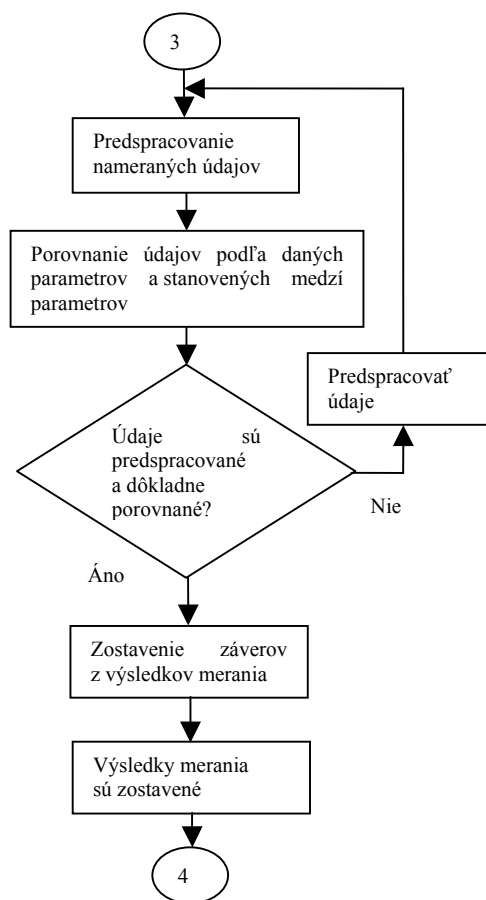 3
Predspracovanie
nameraných údajov
Porovnanie údajov podľa daných
parametrov a stanovených medzí
parametrov
Predspracovať
údaje
Údaje sú
predspracované
a dôkladne
porovnané?
Nie
Áno
Zostavenie záverov
z výsledkov merania
Výsledky merania
sú zostavené
4